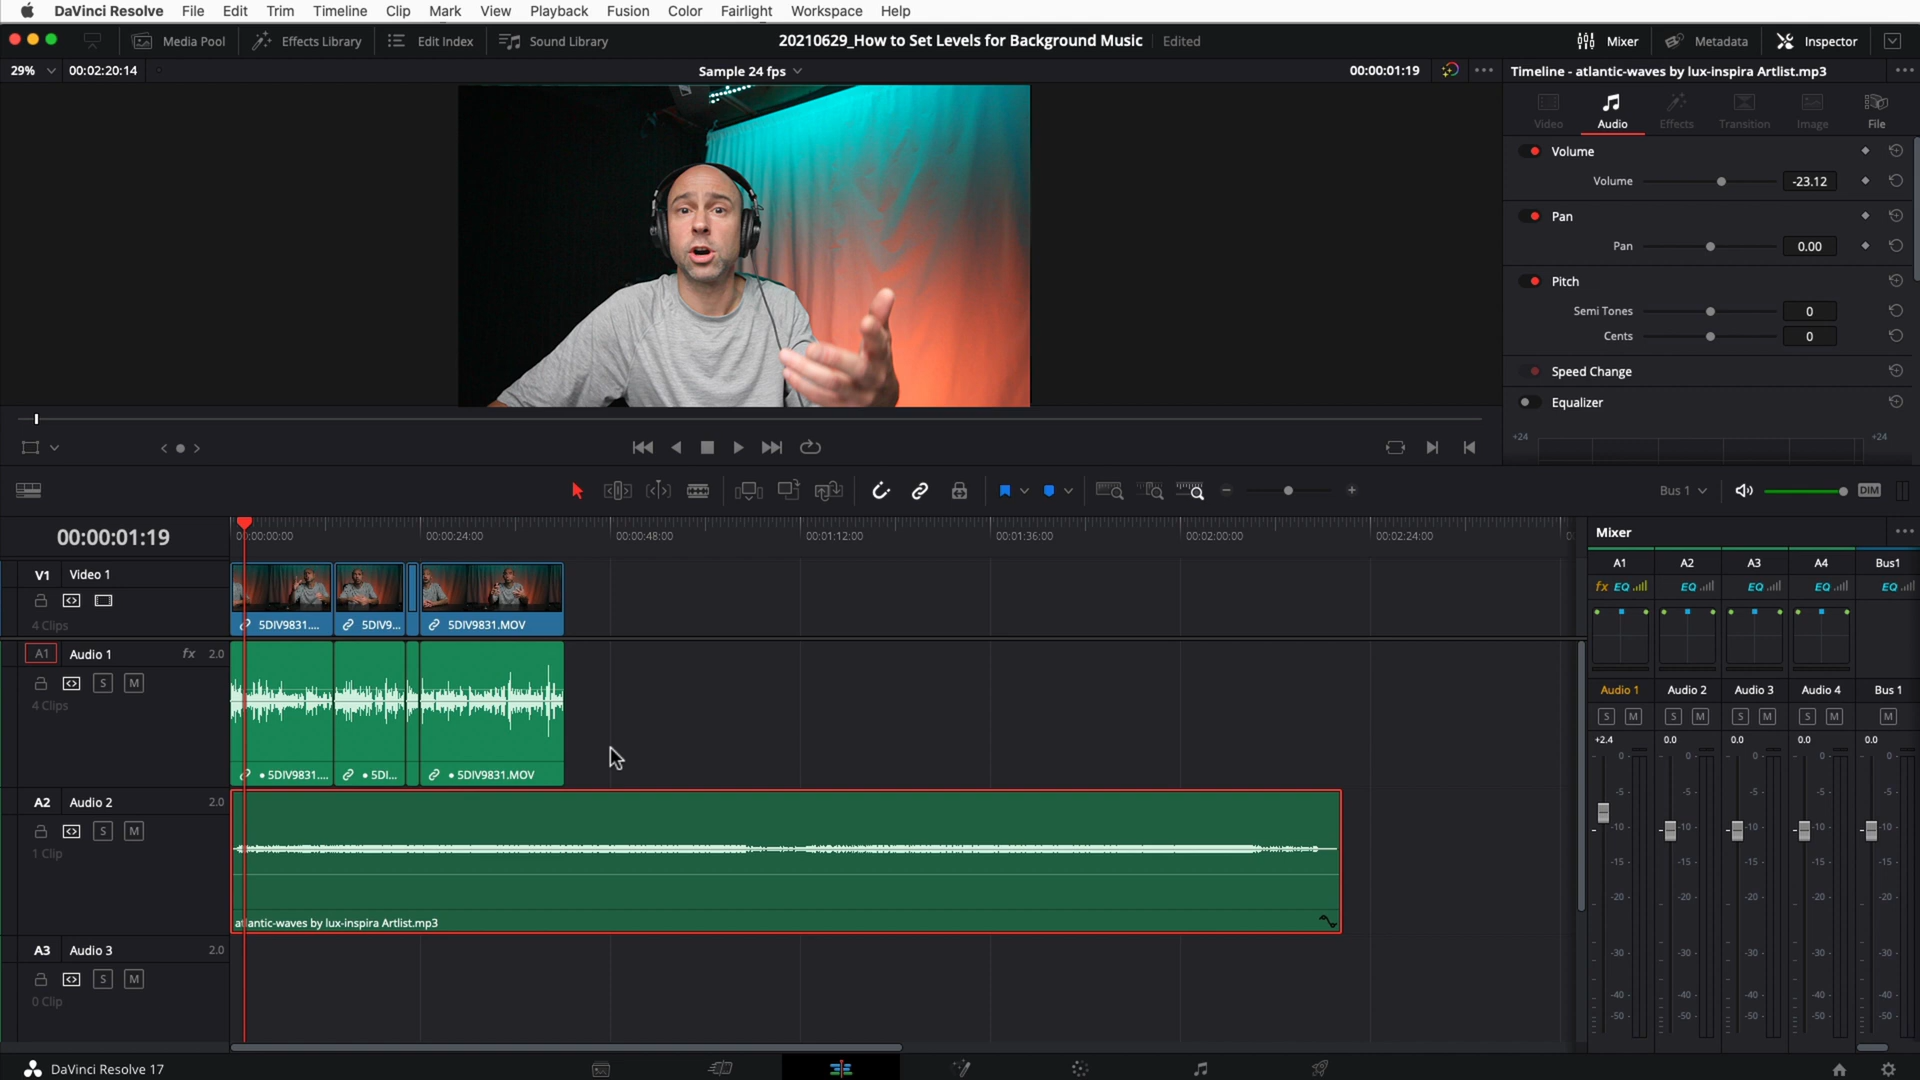 DaVinci Resolve File Edit Trim Timeline Clip Mark View Playback Fusion Color Fairlight Workspace Help
Media Pool Effects Library Edit Index Sound Library 20210629_How to Set Levels for Background Music Edited Mixer Metadata Inspector
29% 00:02:20:14 Sample 24 fps 00:00:01:19 Timeline - atlantic-waves by lux-inspira Artlist.mp3
Video Audio Effects Transition Image File
Volume
Volume -23.12
Pan
Pan 0.00
Pitch
Semi Tones 0
Cents 0
Speed Change
Equalizer
+24 +24
Bus 1 DIM
00:00:01:19 00:00:00:00 00:00:24:00 00:00:48:00 00:01:12:00 00:01:36:00 00:02:00:00 00:02:24:00
Mixer
A1 A2 A3 A4 Bus1
fx EQ EQ EQ EQ EQ
V1 Video 1
4 Clips
5DIV9831.... 5DIV9... 5DIV9831.MOV
A1 Audio 1 fx 2.0
S M
4 Clips
• 5DIV9831.... • 5DI... • 5DIV9831.MOV
Audio 1 Audio 2 Audio 3 Audio 4 Bus 1
S M S M S M S M M
+2.4 0.0 0.0 0.0 0.0
0 0 0 0 0
-5 -5 -5 -5 -5
-10 -10 -10 -10 -10
-15 -15 -15 -15 -15
-20 -20 -20 -20 -20
-30 -30 -30 -30 -30
-40 -40 -40 -40 -40
-50 -50 -50 -50 -50
A2 Audio 2 2.0
S M
1 Clip
atlantic-waves by lux-inspira Artlist.mp3
A3 Audio 3 2.0
S M
0 Clip
DaVinci Resolve 17